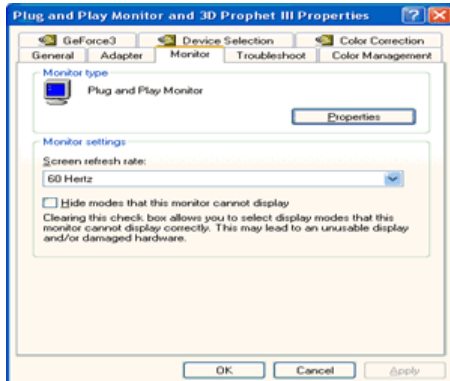 Plug and Play Monitor and 3D Prophet III Properties
GeForce3 Device Selection Color Correction
General Adapter Monitor Troubleshoot Color Management
Monitor type
Plug and Play Monitor
Properties
Monitor settings
Screen refresh rate:
60 Hertz
Hide modes that this monitor cannot display
Clearing this check box allows you to select display modes that this
monitor cannot display correctly. This may lead to an unusable display
and/or damaged hardware.
OK Cancel Apply